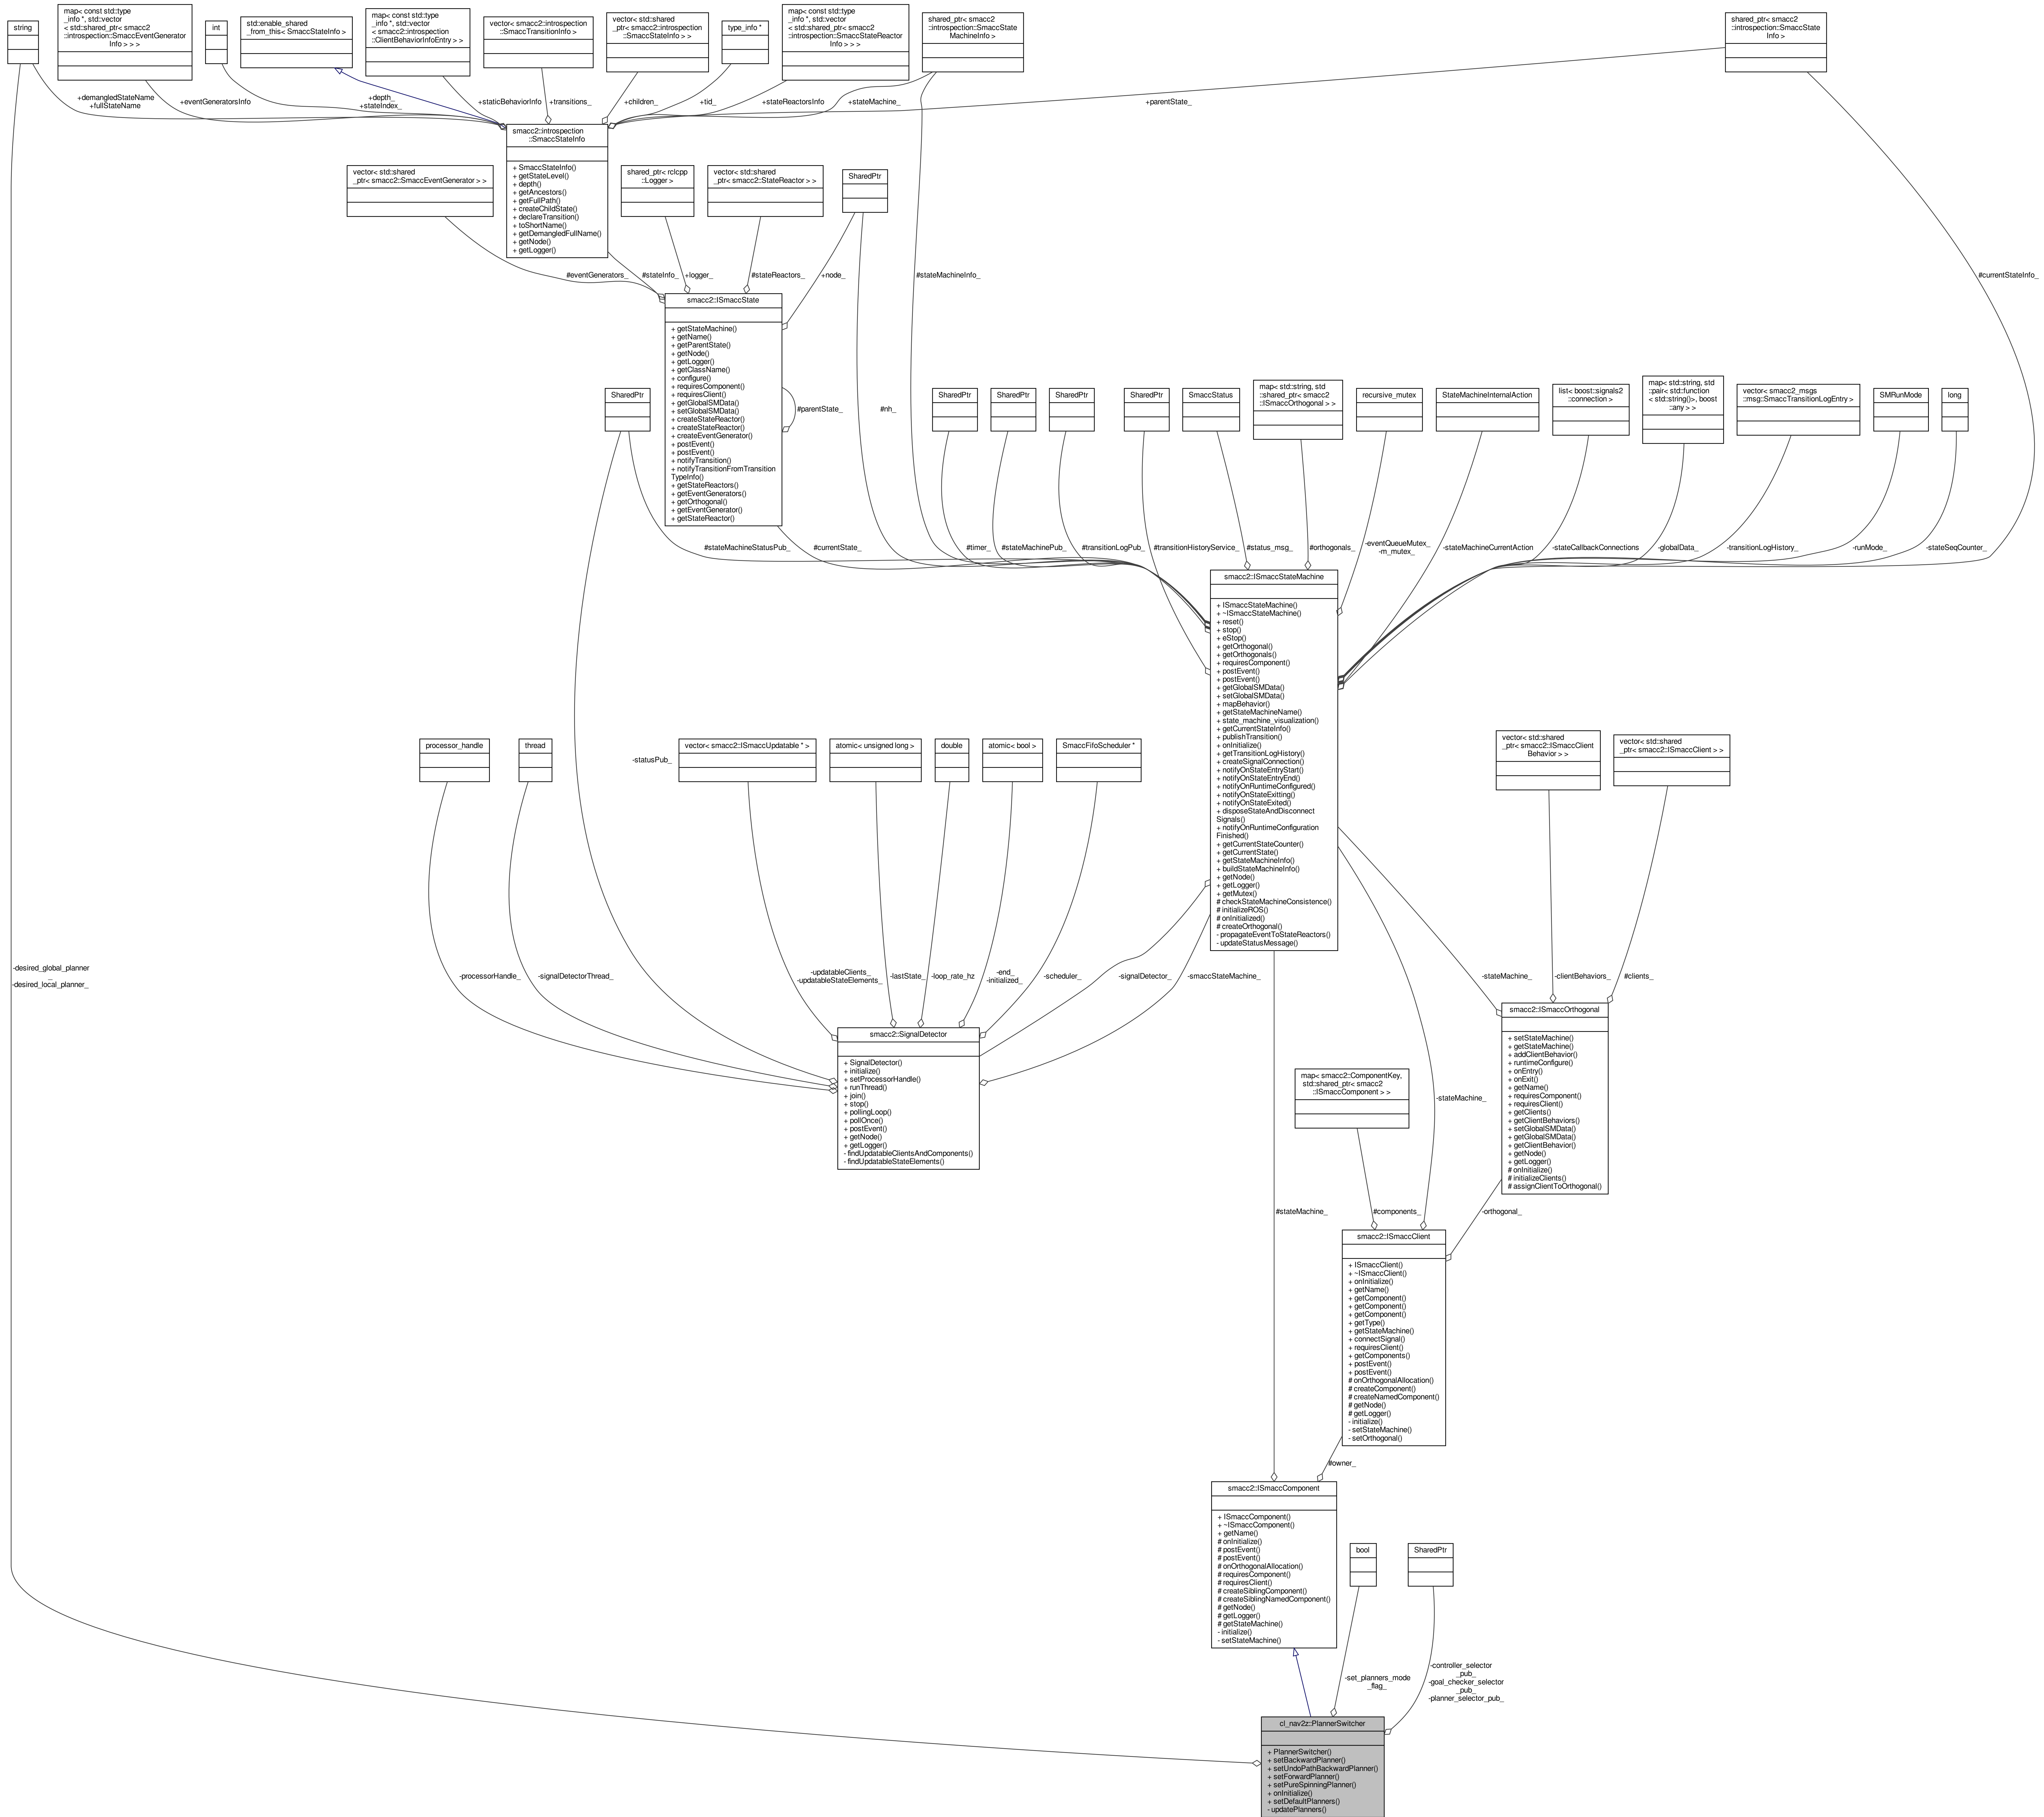 string
map< const std::type
_info *, std::vector
< std::shared_ptr< smacc2
::introspection::SmaccEventGenerator
Info > > >
int
std::enable_shared
_from_this< SmaccStateInfo >
map< const std::type
_info *, std::vector
< smacc2::introspection
::ClientBehaviorInfoEntry > >
vector< smacc2::introspection
::SmaccTransitionInfo >
vector< std::shared
_ptr< smacc2::introspection
::SmaccStateInfo > >
type_info *
map< const std::type
_info *, std::vector
< std::shared_ptr< smacc2
::introspection::SmaccStateReactor
Info > > >
shared_ptr< smacc2
::introspection::SmaccState
MachineInfo >
shared_ptr< smacc2
::introspection::SmaccState
Info >
+demangledStateName
+fullStateName
+eventGeneratorsInfo
+depth_
+stateIndex_
+staticBehaviorInfo
+transitions_
+children_
+tid_
+stateReactorsInfo
+stateMachine_
+parentState_
smacc2::introspection
::SmaccStateInfo
+ SmaccStateInfo()
+ getStateLevel()
+ depth()
+ getAncestors()
+ getFullPath()
+ createChildState()
+ declareTransition()
+ toShortName()
+ getDemangledFullName()
+ getNode()
+ getLogger()
vector< std::shared
_ptr< smacc2::SmaccEventGenerator > >
shared_ptr< rclcpp
::Logger >
vector< std::shared
_ptr< smacc2::StateReactor > >
SharedPtr
#eventGenerators_
#stateInfo_
+logger_
#stateReactors_
+node_
#stateMachineInfo_
#currentStateInfo_
smacc2::ISmaccState
+ getStateMachine()
+ getName()
+ getParentState()
+ getNode()
+ getLogger()
+ getClassName()
+ configure()
+ requiresComponent()
+ requiresClient()
+ getGlobalSMData()
+ setGlobalSMData()
+ createStateReactor()
+ createStateReactor()
+ createEventGenerator()
+ postEvent()
+ postEvent()
+ notifyTransition()
+ notifyTransitionFromTransition
TypeInfo()
+ getStateReactors()
+ getEventGenerators()
+ getOrthogonal()
+ getEventGenerator()
+ getStateReactor()
#parentState_
#nh_
SharedPtr
SharedPtr
SharedPtr
SharedPtr
SharedPtr
SmaccStatus
map< std::string, std
::shared_ptr< smacc2
::ISmaccOrthogonal > >
recursive_mutex
StateMachineInternalAction
list< boost::signals2
::connection >
map< std::string, std
::pair< std::function
< std::string()>, boost
::any > >
vector< smacc2_msgs
::msg::SmaccTransitionLogEntry >
SMRunMode
long
#stateMachineStatusPub_
#currentState_
#timer_
#stateMachinePub_
#transitionLogPub_
#transitionHistoryService_
#status_msg_
#orthogonals_
-eventQueueMutex_
-m_mutex_
-stateMachineCurrentAction
-stateCallbackConnections
-globalData_
-transitionLogHistory_
-runMode_
-stateSeqCounter_
smacc2::ISmaccStateMachine
+ ISmaccStateMachine()
+ ~ISmaccStateMachine()
+ reset()
+ stop()
+ eStop()
+ getOrthogonal()
+ getOrthogonals()
+ requiresComponent()
+ postEvent()
+ postEvent()
+ getGlobalSMData()
+ setGlobalSMData()
+ mapBehavior()
+ getStateMachineName()
+ state_machine_visualization()
+ getCurrentStateInfo()
+ publishTransition()
+ onInitialize()
+ getTransitionLogHistory()
+ createSignalConnection()
+ notifyOnStateEntryStart()
+ notifyOnStateEntryEnd()
+ notifyOnRuntimeConfigured()
+ notifyOnStateExitting()
+ notifyOnStateExited()
+ disposeStateAndDisconnect
Signals()
+ notifyOnRuntimeConfiguration
Finished()
+ getCurrentStateCounter()
+ getCurrentState()
+ getStateMachineInfo()
+ buildStateMachineInfo()
+ getNode()
+ getLogger()
+ getMutex()
# checkStateMachineConsistence()
# initializeROS()
# onInitialized()
# createOrthogonal()
- propagateEventToStateReactors()
- updateStatusMessage()
processor_handle
thread
-statusPub_
vector< smacc2::ISmaccUpdatable * >
atomic< unsigned long >
double
atomic< bool >
SmaccFifoScheduler *
vector< std::shared
_ptr< smacc2::ISmaccClient
Behavior > >
vector< std::shared
_ptr< smacc2::ISmaccClient > >
-desired_global_planner
_
-desired_local_planner_
-processorHandle_
-signalDetectorThread_
-updatableClients_
-updatableStateElements_
-lastState_
-loop_rate_hz
-end_
-initialized_
-scheduler_
-signalDetector_
-smaccStateMachine_
-stateMachine_
-clientBehaviors_
#clients_
smacc2::SignalDetector
+ SignalDetector()
+ initialize()
+ setProcessorHandle()
+ runThread()
+ join()
+ stop()
+ pollingLoop()
+ pollOnce()
+ postEvent()
+ getNode()
+ getLogger()
- findUpdatableClientsAndComponents()
- findUpdatableStateElements()
smacc2::ISmaccOrthogonal
+ setStateMachine()
+ getStateMachine()
+ addClientBehavior()
+ runtimeConfigure()
+ onEntry()
+ onExit()
+ getName()
+ requiresComponent()
+ requiresClient()
+ getClients()
+ getClientBehaviors()
+ setGlobalSMData()
+ getGlobalSMData()
+ getClientBehavior()
+ getNode()
+ getLogger()
# onInitialize()
# initializeClients()
# assignClientToOrthogonal()
map< smacc2::ComponentKey,
std::shared_ptr< smacc2
::ISmaccComponent > >
-stateMachine_
#stateMachine_
#components_
-orthogonal_
smacc2::ISmaccClient
+ ISmaccClient()
+ ~ISmaccClient()
+ onInitialize()
+ getName()
+ getComponent()
+ getComponent()
+ getComponent()
+ getType()
+ getStateMachine()
+ connectSignal()
+ requiresClient()
+ getComponents()
+ postEvent()
+ postEvent()
# onOrthogonalAllocation()
# createComponent()
# createNamedComponent()
# getNode()
# getLogger()
- initialize()
- setStateMachine()
- setOrthogonal()
#owner_
smacc2::ISmaccComponent
+ ISmaccComponent()
+ ~ISmaccComponent()
+ getName()
# onInitialize()
# postEvent()
# postEvent()
# onOrthogonalAllocation()
# requiresComponent()
# requiresClient()
# createSiblingComponent()
# createSiblingNamedComponent()
# getNode()
# getLogger()
# getStateMachine()
- initialize()
- setStateMachine()
bool
SharedPtr
-set_planners_mode
_flag_
-controller_selector
_pub_
-goal_checker_selector
_pub_
-planner_selector_pub_
cl_nav2z::PlannerSwitcher
+ PlannerSwitcher()
+ setBackwardPlanner()
+ setUndoPathBackwardPlanner()
+ setForwardPlanner()
+ setPureSpinningPlanner()
+ onInitialize()
+ setDefaultPlanners()
- updatePlanners()